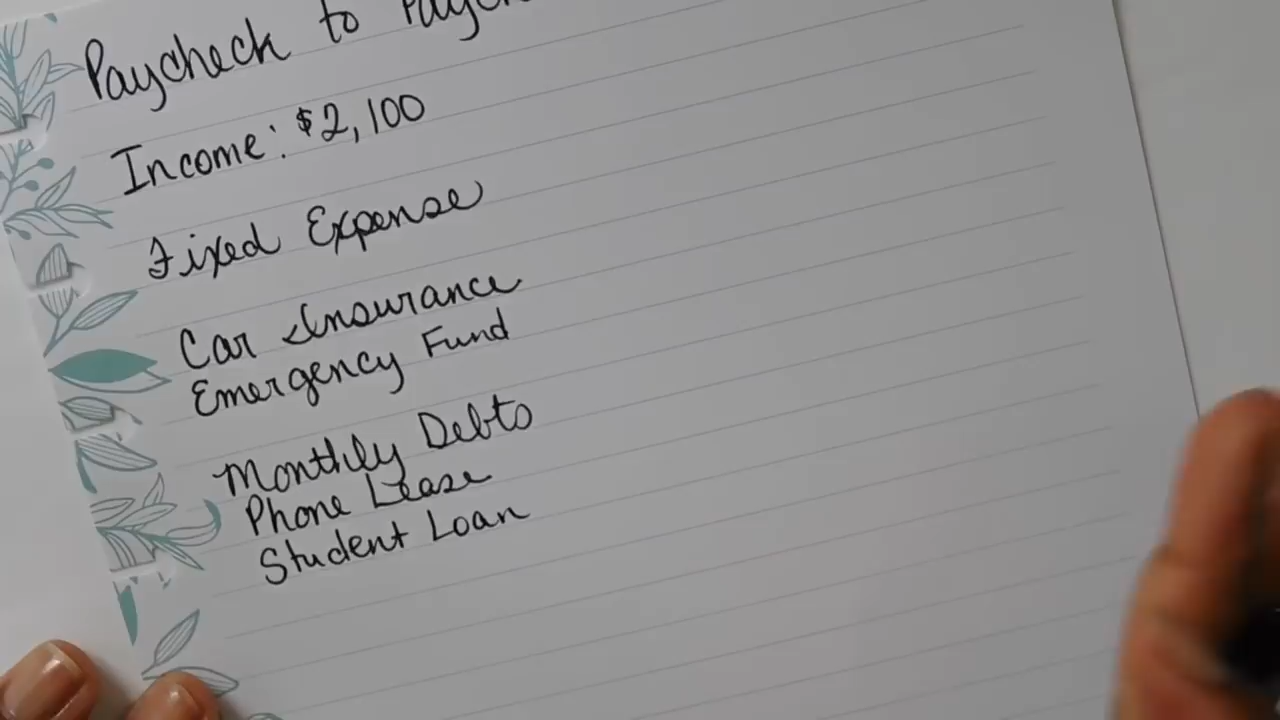 Paycheck to
Income: $2,100
Fixed Expense
Car Insurance
Emergency Fund
Monthly Debts
Phone Lease
Student Loan